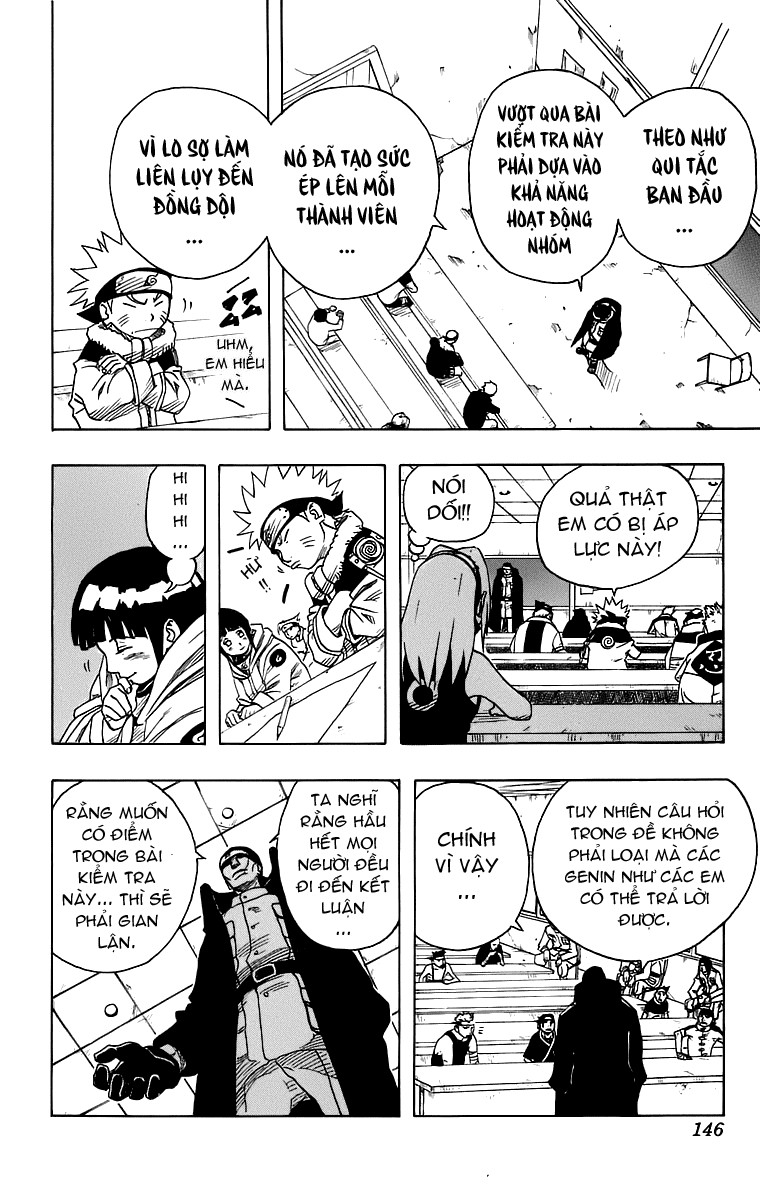 THEO NHƯ
QUI TẮC
BAN ĐẦU
...
VƯỢT QUA BÀI
KIỂM TRA NÀY
PHẢI DỰA VÀO
KHẢ NĂNG
HOẠT ĐỘNG
NHÓM
NÓ ĐÃ TẠO SỨC
ÉP LÊN MỖI
THÀNH VIÊN
...
VÌ LO SỢ LÀM
LIÊN LỤY ĐẾN
ĐỒNG DỘI
...
UHM,
EM HIỂU
MÀ.
QUẢ THẬT
EM CÓ BỊ ÁP
LỰC NÀY!
NÓI
DỐI!!
HỪ
!!
HI
HI
HI
...
TUY NHIÊN CÂU HỎI
TRONG ĐỀ KHÔNG
PHẢI LOẠI MÀ CÁC
GENIN NHƯ CÁC EM
CÓ THỂ TRẢ LỜI
ĐƯỢC.
CHÍNH
VÌ VẬY
...
TA NGHĨ
RẰNG HẦU
HẾT MỌI
NGƯỜI ĐỀU
ĐI ĐẾN KẾT
LUẬN
...
RẰNG MUỐN
CÓ ĐIỂM
TRONG BÀI
KIỂM TRA
NÀY... THÌ SẼ
PHẢI GIAN
LẬN.
146